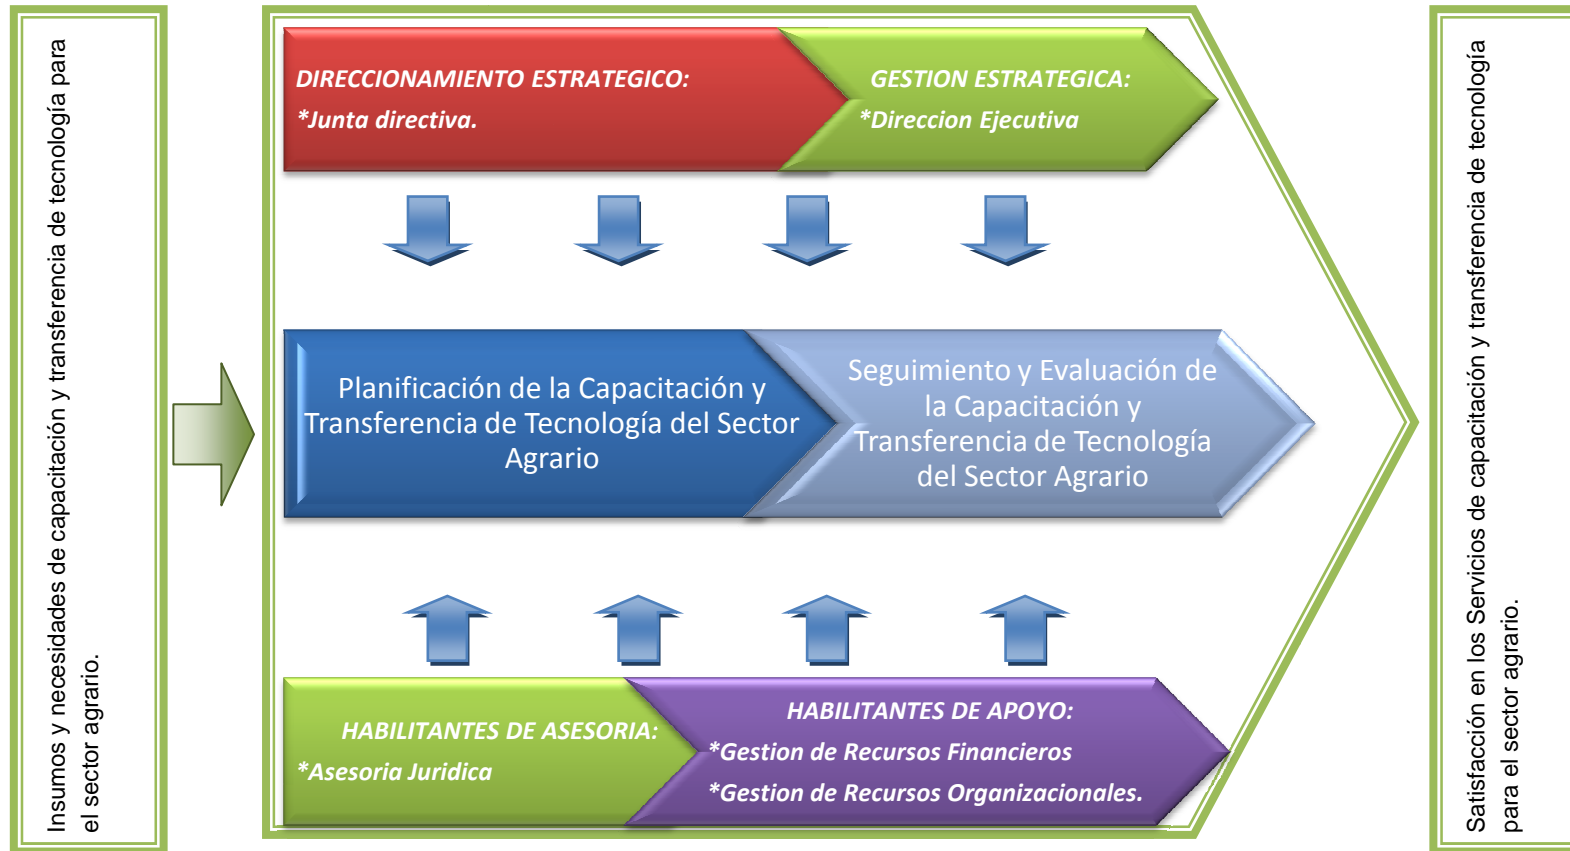 Insumos y necesidades de capacitación y transferencia de tecnología para
el sector agrario.
DIRECCIONAMIENTO ESTRATEGICO:
*Junta directiva.
GESTION ESTRATEGICA:
*Direccion Ejecutiva
Planificación de la Capacitación y
Transferencia de Tecnología del Sector
Agrario
Seguimiento y Evaluación de
la Capacitación y
Transferencia de Tecnología
del Sector Agrario
HABILITANTES DE ASESORIA:
*Asesoria Juridica
HABILITANTES DE APOYO:
*Gestion de Recursos Financieros
*Gestion de Recursos Organizacionales.
Satisfacción en los Servicios de capacitación y transferencia de tecnología
para el sector agrario.